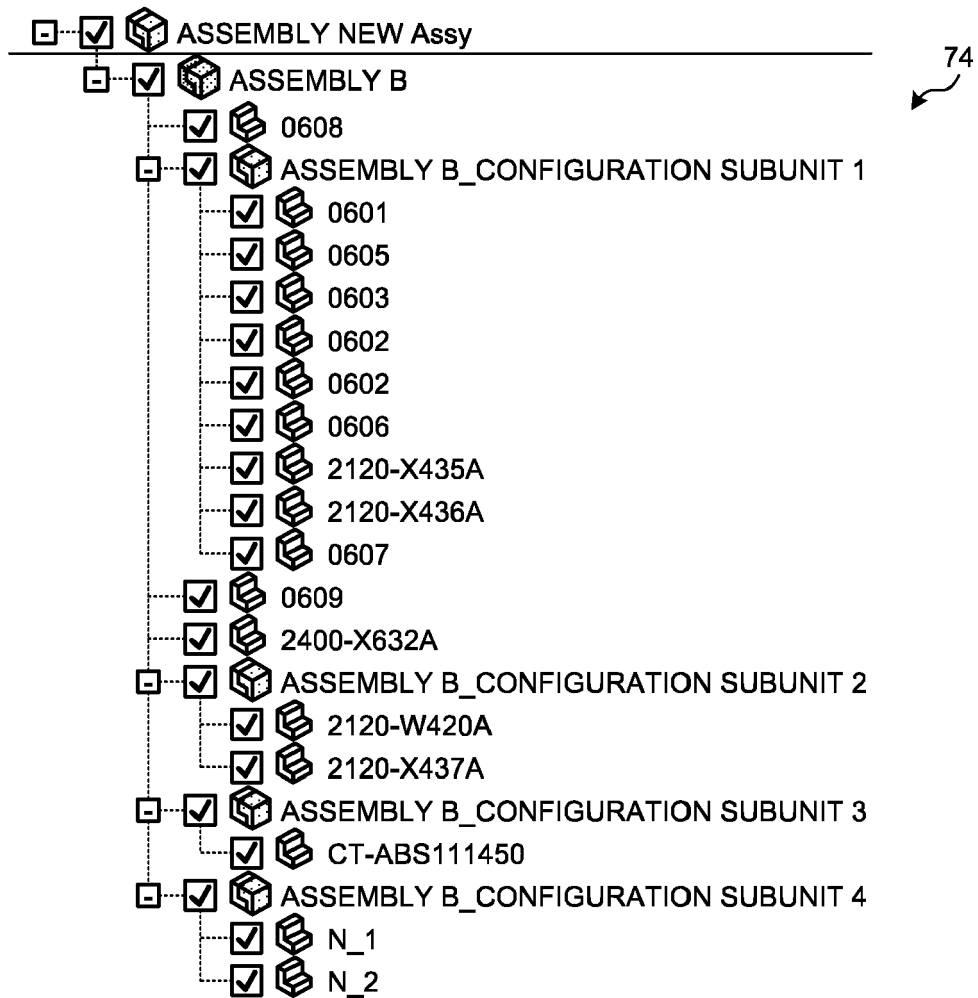 ASSEMBLY NEW Assy
74
ASSEMBLY B
0608
ASSEMBLY B_CONFIGURATION SUBUNIT 1
0601
0605
0603
0602
0602
0606
2120-X435A
2120-X436A
0607
0609
2400-X632A
ASSEMBLY B_CONFIGURATION SUBUNIT 2
2120-W420A
2120-X437A
ASSEMBLY B_CONFIGURATION SUBUNIT 3
CT-ABS111450
ASSEMBLY B_CONFIGURATION SUBUNIT 4
N_1
N_2